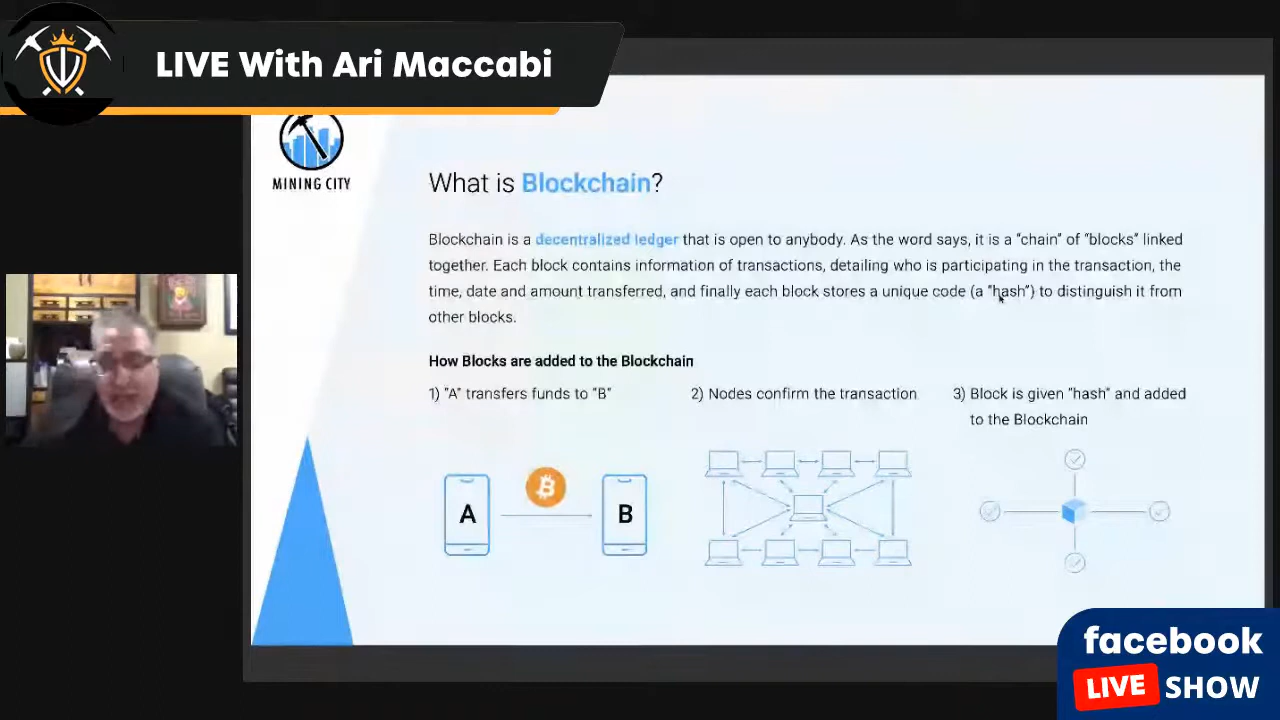 LIVE With Ari Maccabi
MINING CITY
What is Blockchain?
Blockchain is a decentralized ledger that is open to anybody. As the word says, it is a “chain” of “blocks” linked
together. Each block contains information of transactions, detailing who is participating in the transaction, the
time, date and amount transferred, and finally each block stores a unique code (a “hash”) to distinguish it from
other blocks.
How Blocks are added to the Blockchain
1) “A” transfers funds to “B”
2) Nodes confirm the transaction
3) Block is given “hash” and added
to the Blockchain
A
B
facebook
LIVE SHOW